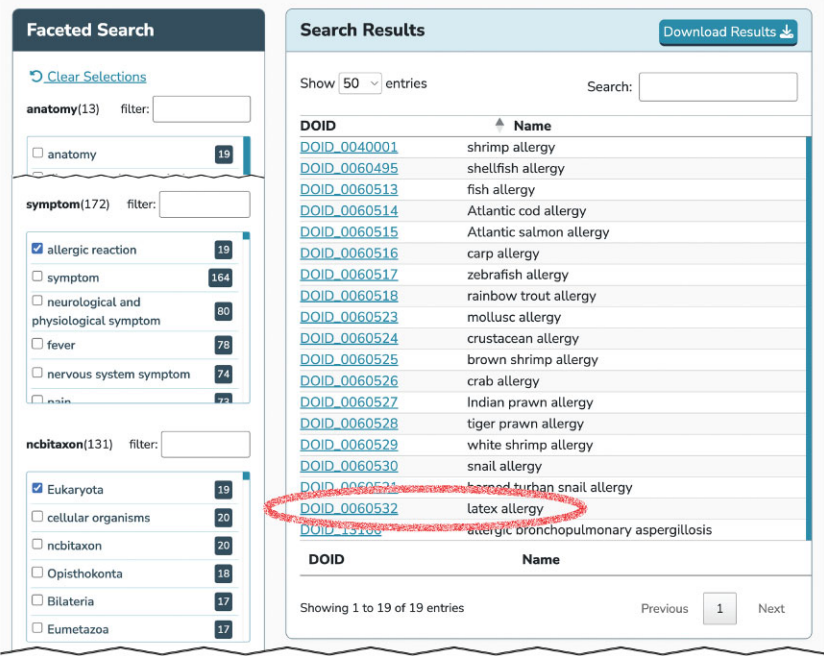 Faceted Search
Clear Selections
anatomy(13) filter:
anatomy 19
symptom(172) filter:
allergic reaction 19
symptom 164
neurological and
physiological symptom 80
fever 78
nervous system symptom 74
pain 73
ncbitaxon(131) filter:
Eukaryota 19
cellular organisms 20
ncbitaxon 20
Opisthokonta 18
Bilateria 17
Eumetazoa 17
Search Results
Download Results
Show 50 entries
Search:
DOID Name
DOID_0040001 shrimp allergy
DOID_0060495 shellfish allergy
DOID_0060513 fish allergy
DOID_0060514 Atlantic cod allergy
DOID_0060515 Atlantic salmon allergy
DOID_0060516 carp allergy
DOID_0060517 zebrafish allergy
DOID_0060518 rainbow trout allergy
DOID_0060523 mollusc allergy
DOID_0060524 crustacean allergy
DOID_0060525 brown shrimp allergy
DOID_0060526 crab allergy
DOID_0060527 Indian prawn allergy
DOID_0060528 tiger prawn allergy
DOID_0060529 white shrimp allergy
DOID_0060530 snail allergy
DOID_0060531 horned turban snail allergy
DOID_0060532 latex allergy
DOID_13166 allergic bronchopulmonary aspergillosis
DOID Name
Showing 1 to 19 of 19 entries
Previous 1 Next